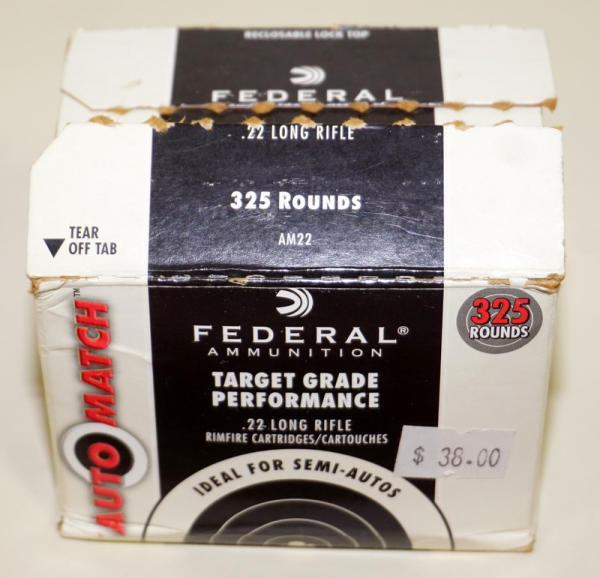 RECLOSABLE LOCK TOP
FEDERAL
.22 LONG RIFLE
325 ROUNDS
AM22
TEAR
OFF TAB
AUTO MATCH™
FEDERAL®
AMMUNITION
TARGET GRADE
PERFORMANCE
.22 LONG RIFLE
RIMFIRE CARTRIDGES/CARTOUCHES
IDEAL FOR SEMI-AUTOS
325
ROUNDS
$ 38.00